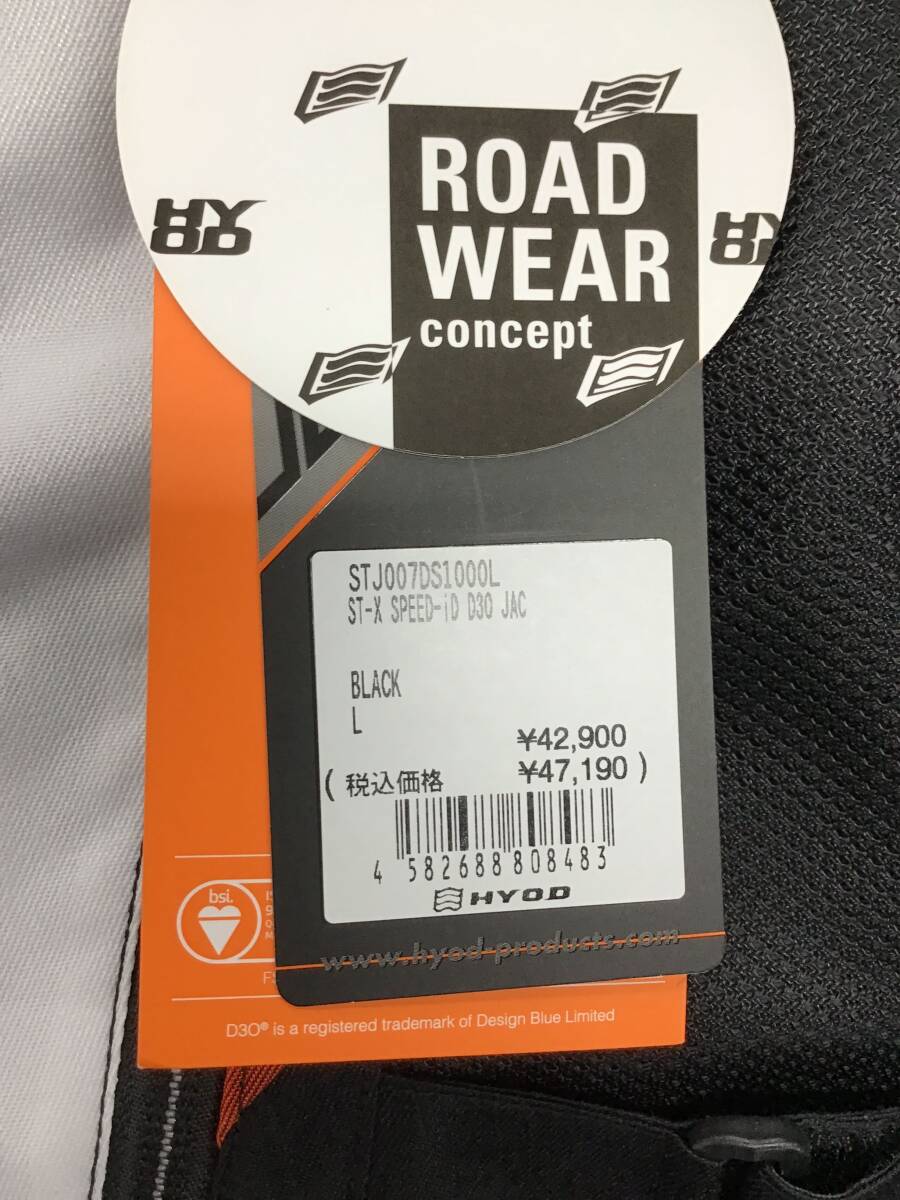 ROAD
WEAR
concept
STJ007DS1000L
ST-X SPEED-iD D3O JAC
BLACK
L
¥42,900
( 税込価格 ¥47,190 )
4 582688 808483
HYOD
www.hyod-products.com
bsi.
D3O® is a registered trademark of Design Blue Limited